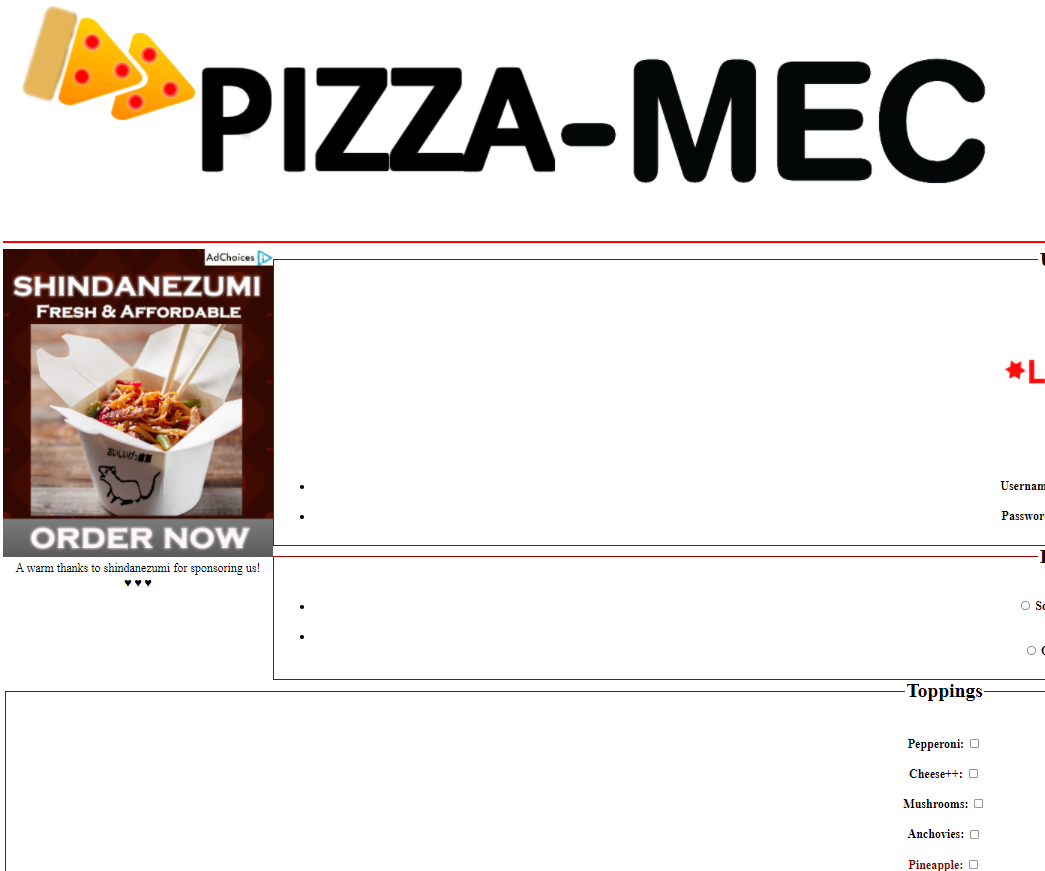 PIZZA-MEC
AdChoices
SHINDANEZUMI
FRESH & AFFORDABLE
ORDER NOW
A warm thanks to shindanezumi for sponsoring us!
♥ ♥ ♥
*L
Usernam
Passwor
Toppings
Pepperoni:
Cheese++:
Mushrooms:
Anchovies:
Pineapple: